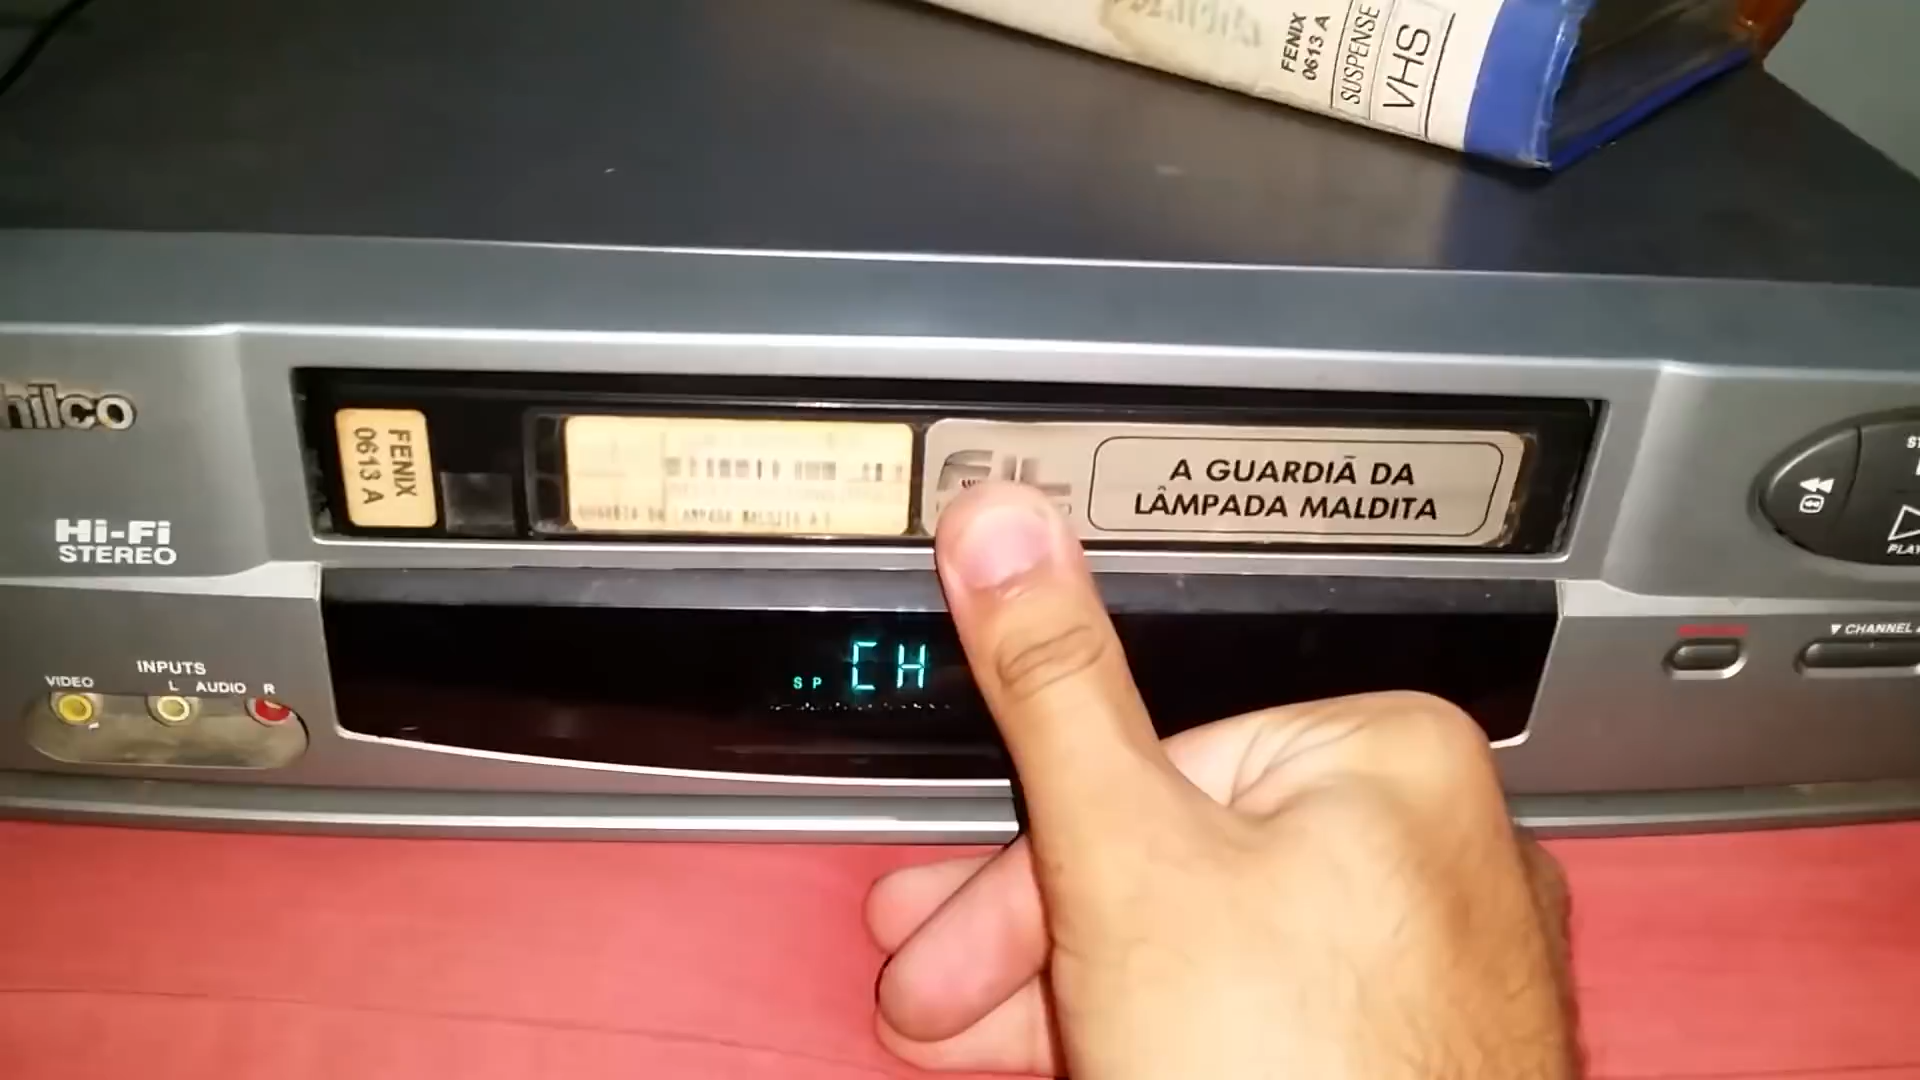 FENIX
0613 A
SUSPENSE
VHS
hilco
FENIX
0613 A
A GUARDIÃ DA
LÂMPADA MALDITA
Hi-Fi
STEREO
INPUTS
VIDEO
L AUDIO R
SP CH
ST
PLAY
CHANNEL